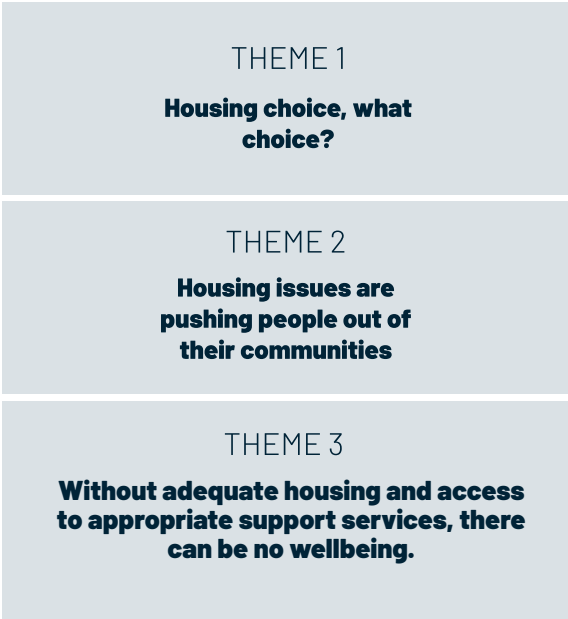 THEME 1
Housing choice, what
choice?
THEME 2
Housing issues are
pushing people out of
their communities
THEME 3
Without adequate housing and access
to appropriate support services, there
can be no wellbeing.